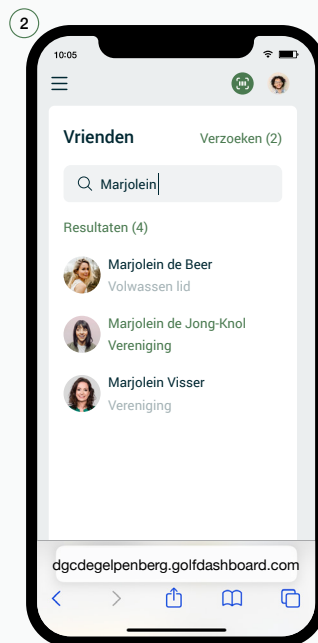 2
10:05
Vrienden Verzoeken (2)
Marjolein
Resultaten (4)
Marjolein de Beer
Volwassen lid
Marjolein de Jong-Knol
Vereniging
Marjolein Visser
Vereniging
dgcdegelpenberg.golfdashboard.com